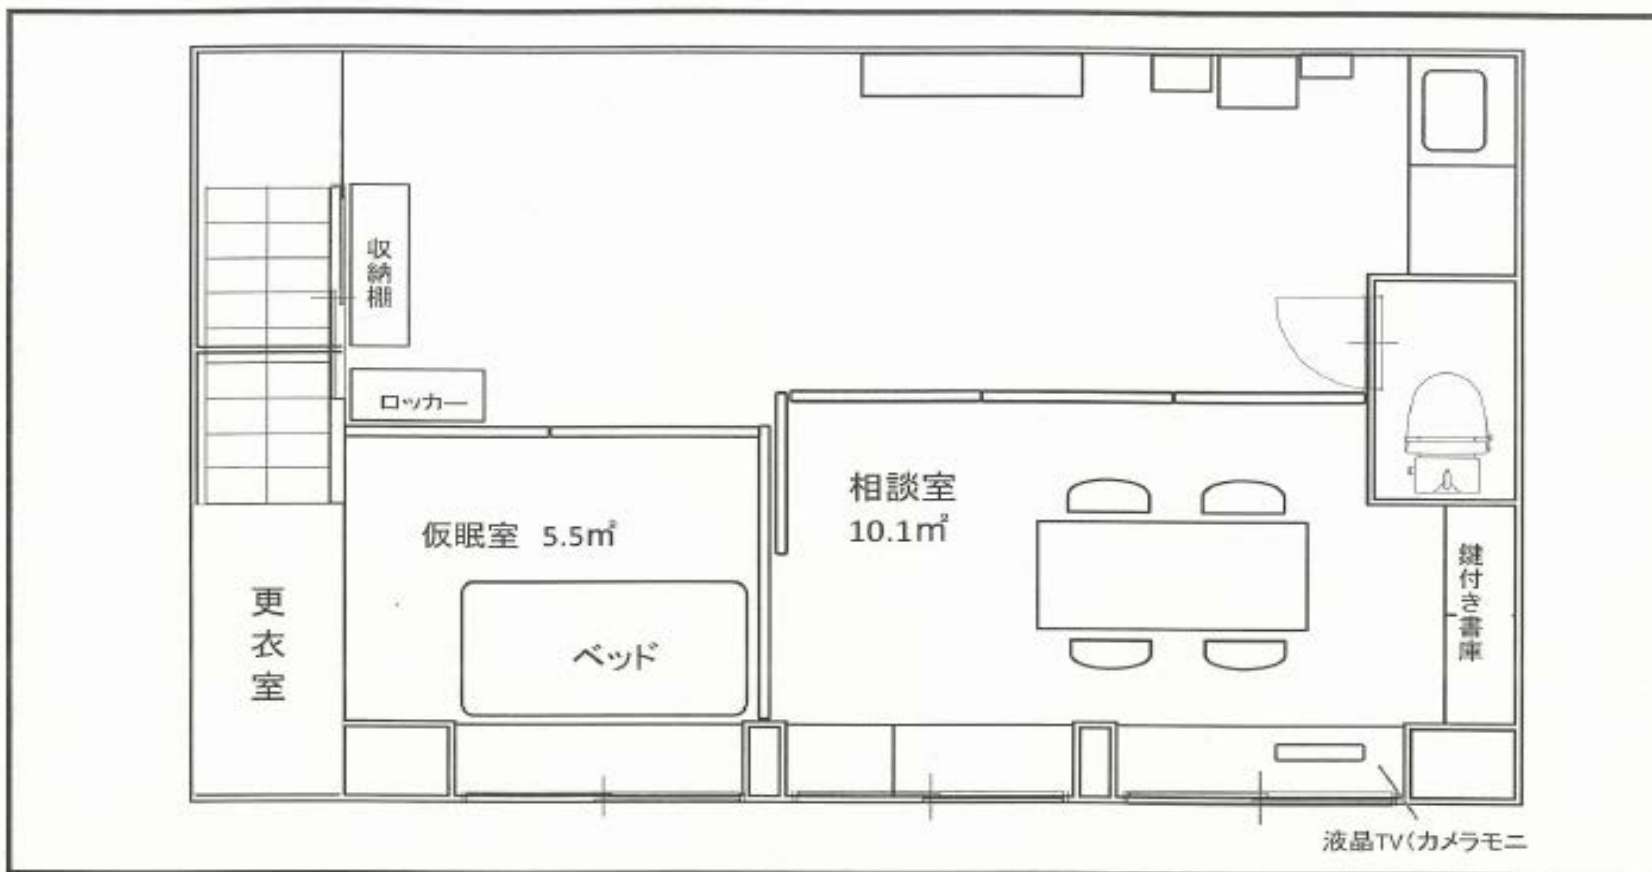 収納棚
ロッカー
仮眠室 5.5㎡
相談室
10.1㎡
更衣室
ベッド
鍵付き書庫
液晶TV(カメラモニ